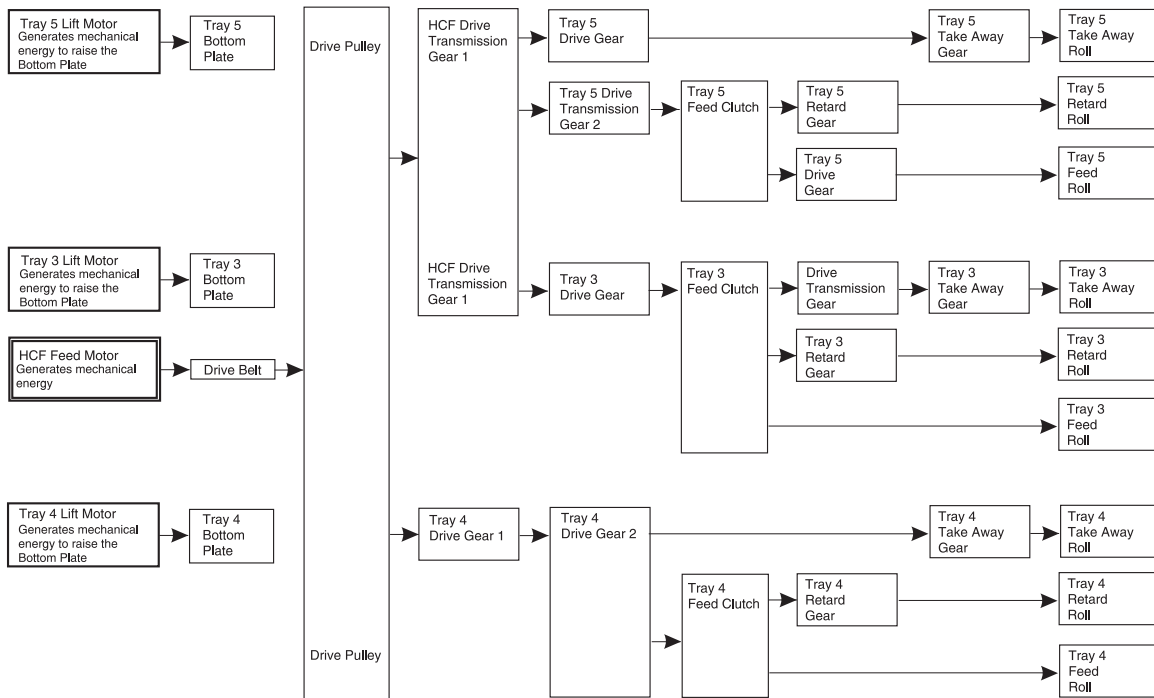 Tray 5 Lift Motor
Generates mechanical
energy to raise the
Bottom Plate
Tray 5
Bottom
Plate
Drive Pulley
HCF Drive
Transmission
Gear 1
Tray 5
Drive Gear
Tray 5
Take Away
Gear
Tray 5
Take Away
Roll
Tray 5 Drive
Transmission
Gear 2
Tray 5
Feed Clutch
Tray 5
Retard
Gear
Tray 5
Retard
Roll
Tray 5
Drive
Gear
Tray 5
Feed
Roll
Tray 3 Lift Motor
Generates mechanical
energy to raise the
Bottom Plate
Tray 3
Bottom
Plate
HCF Drive
Transmission
Gear 1
Tray 3
Drive Gear
Tray 3
Feed Clutch
Drive
Transmission
Gear
Tray 3
Take Away
Gear
Tray 3
Take Away
Roll
HCF Feed Motor
Generates mechanical
energy
Drive Belt
Tray 3
Retard
Gear
Tray 3
Retard
Roll
Tray 3
Feed
Roll
Tray 4 Lift Motor
Generates mechanical
energy to raise the
Bottom Plate
Tray 4
Bottom
Plate
Tray 4
Drive Gear 1
Tray 4
Drive Gear 2
Tray 4
Take Away
Gear
Tray 4
Take Away
Roll
Tray 4
Feed Clutch
Tray 4
Retard
Gear
Tray 4
Retard
Roll
Drive Pulley
Tray 4
Feed
Roll